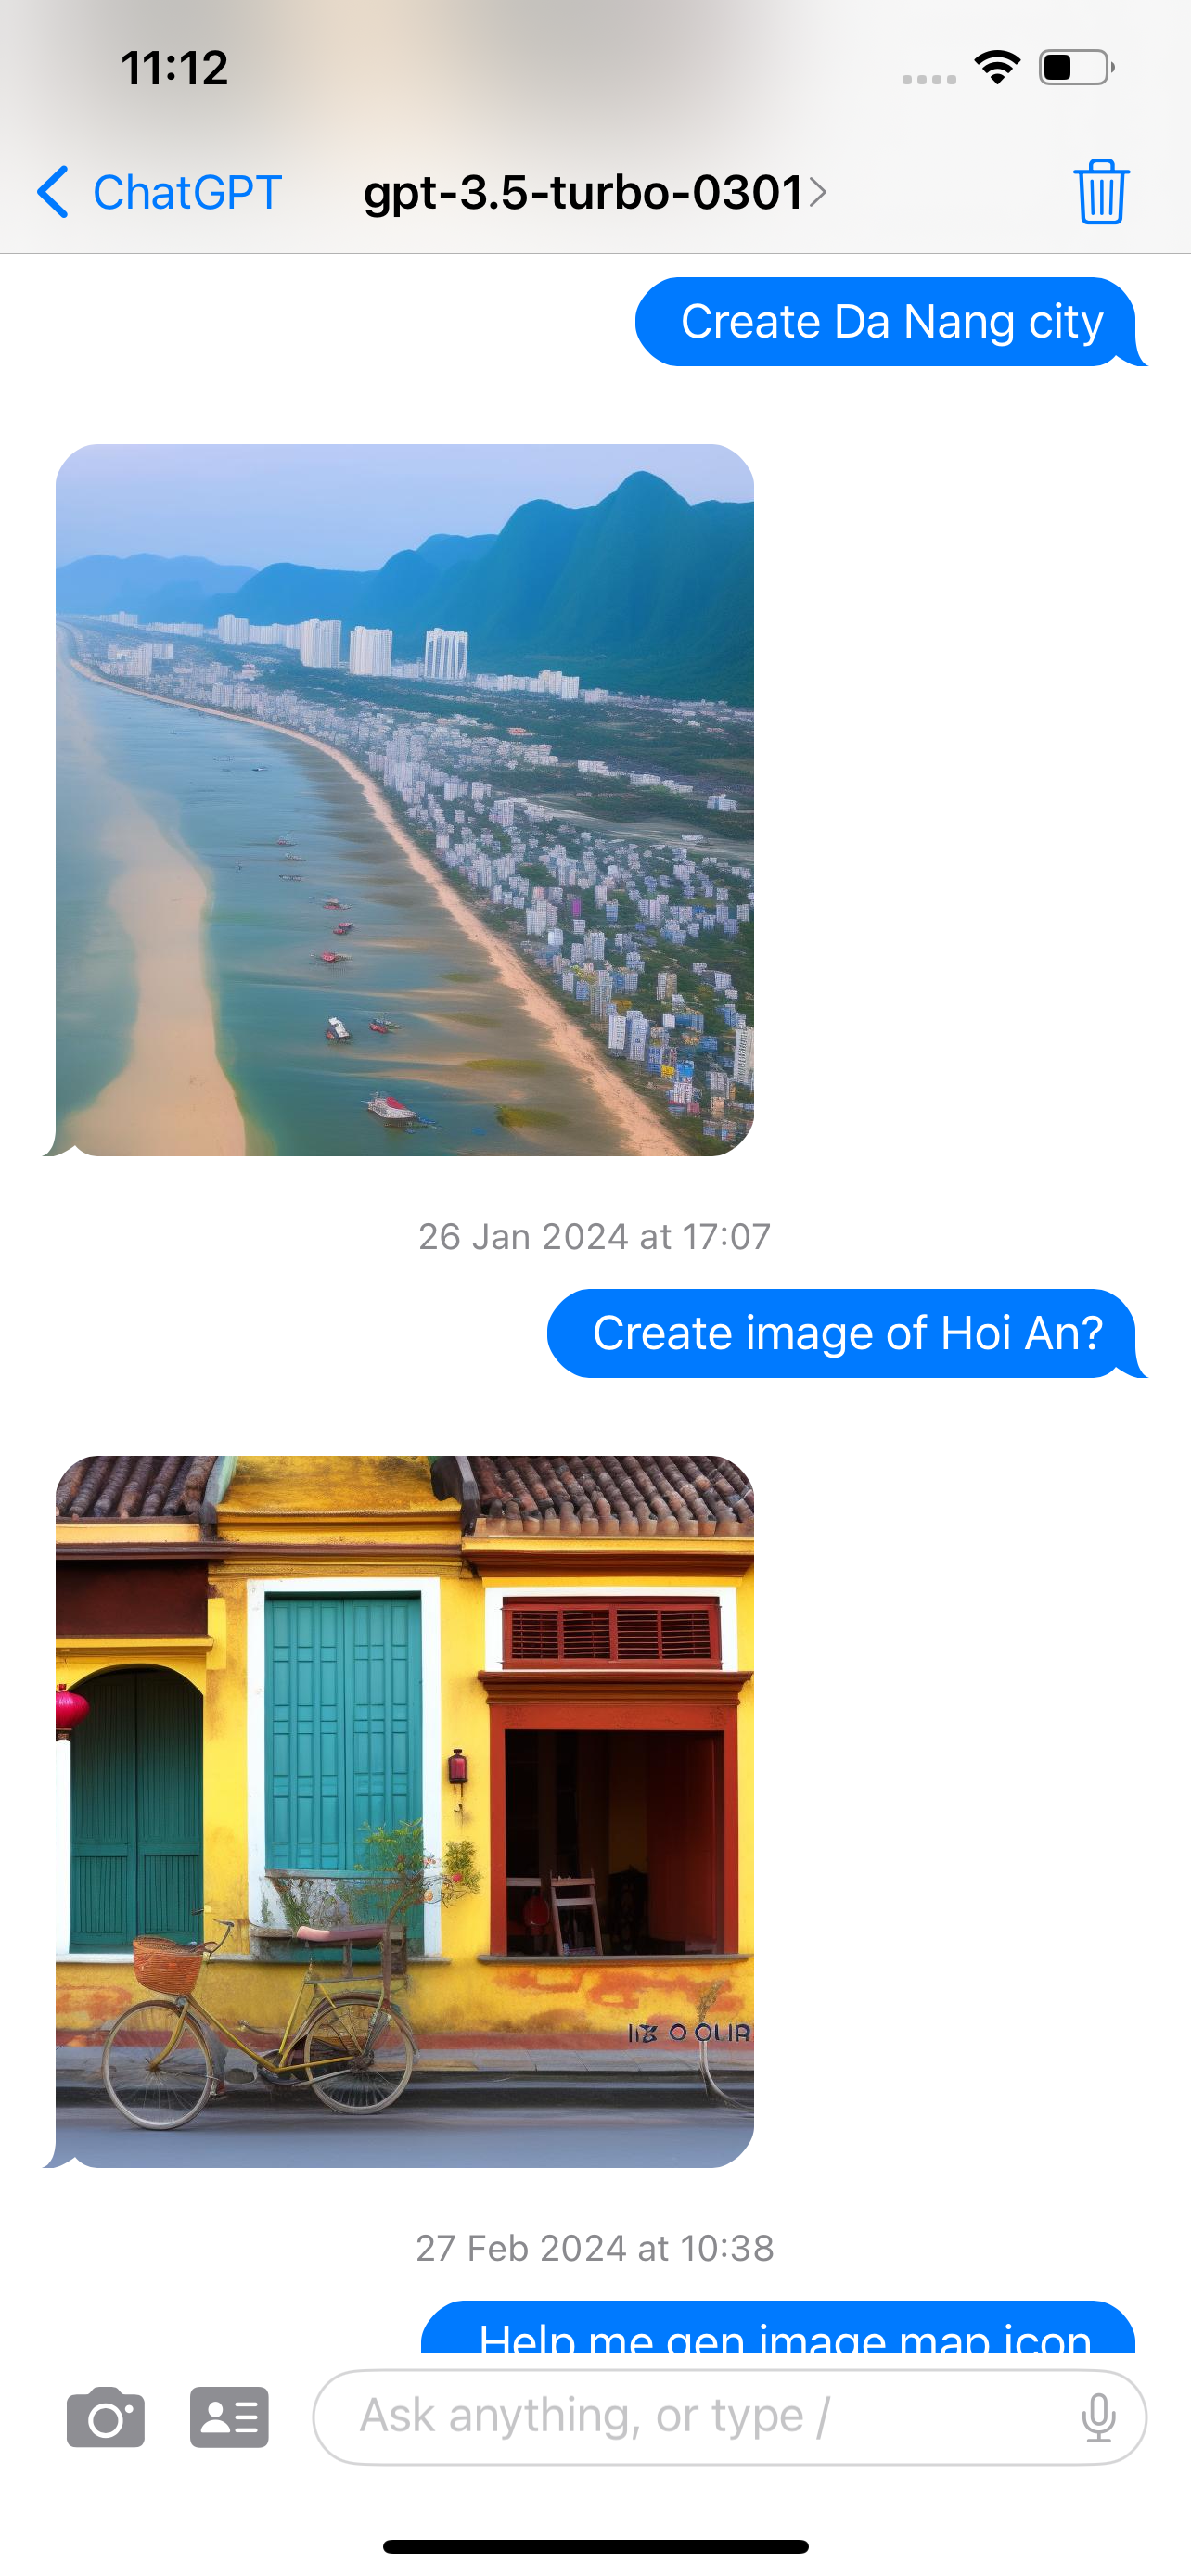 11:12
ChatGPT
gpt-3.5-turbo-0301
Create Da Nang city
26 Jan 2024 at 17:07
Create image of Hoi An?
27 Feb 2024 at 10:38
Help me gen image map icon
Ask anything, or type /